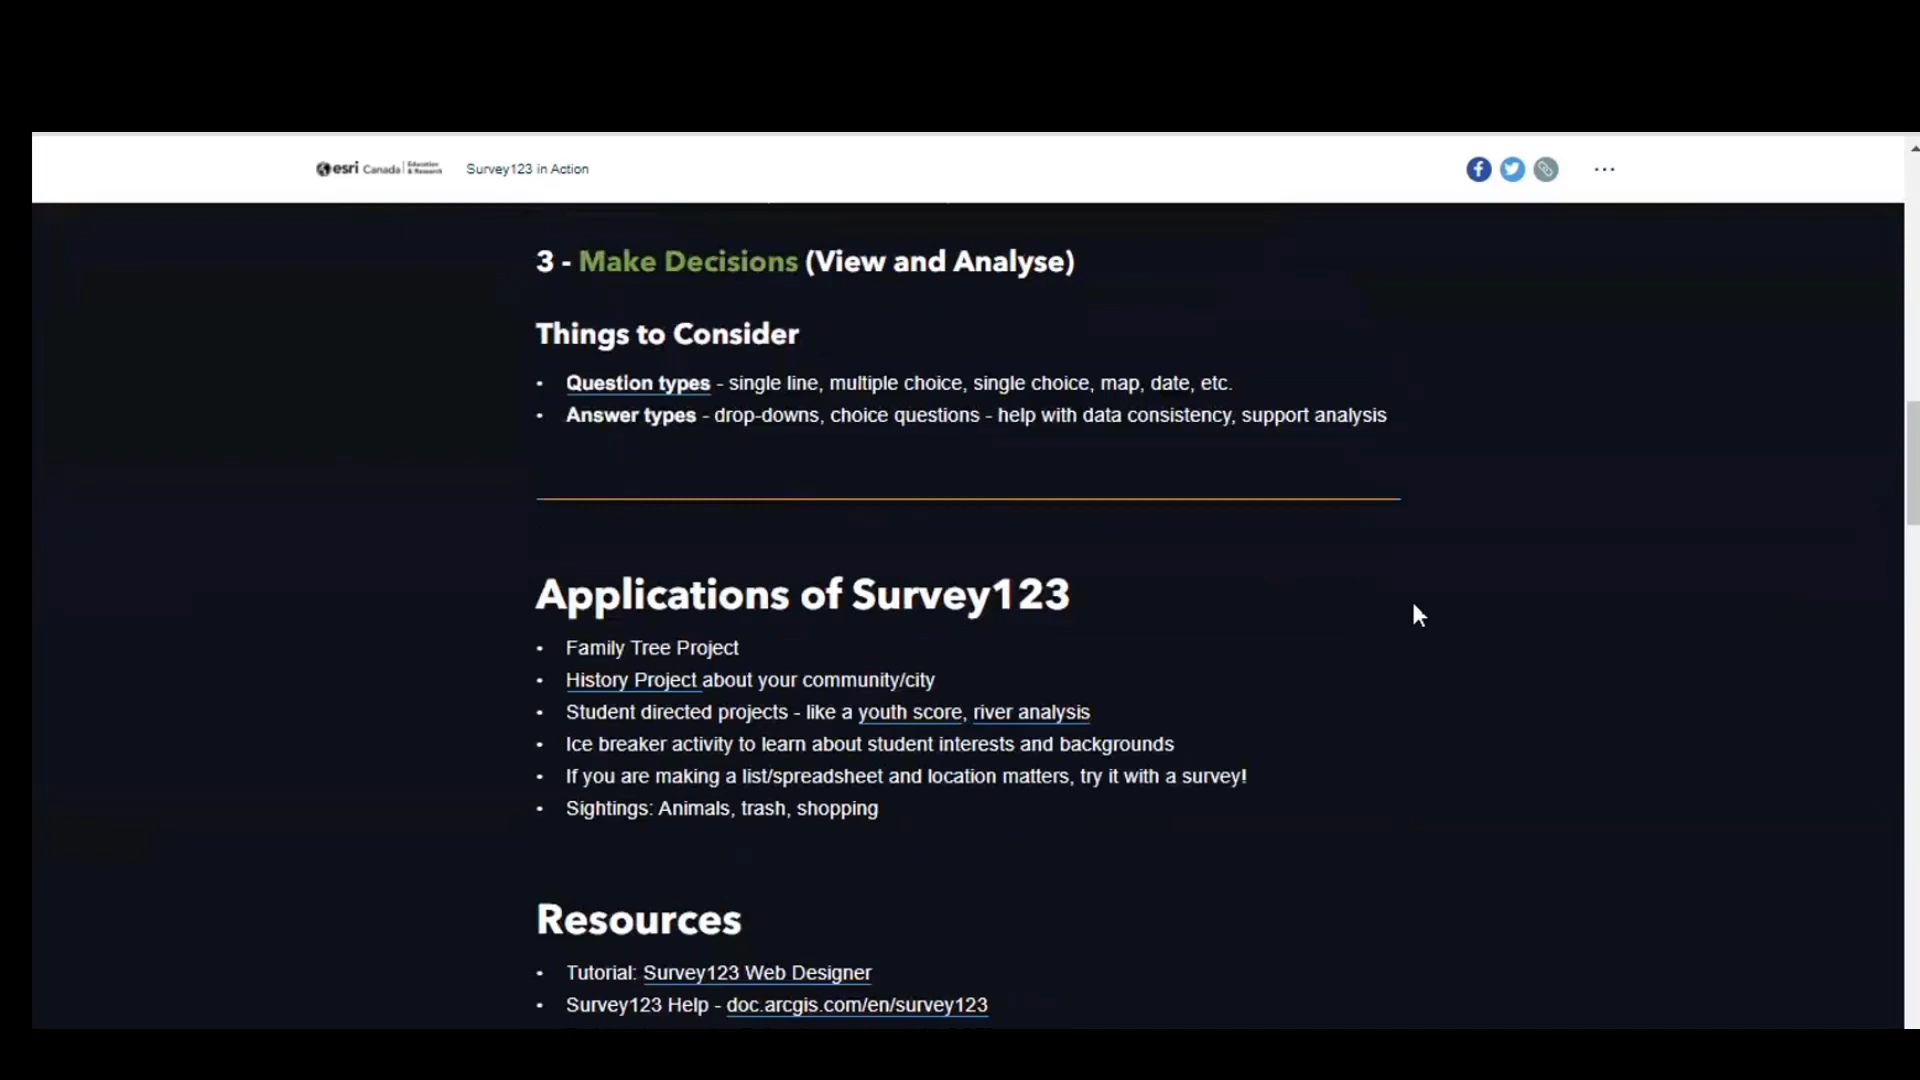 esri Canada Education & Research
Survey123 in Action
3 - Make Decisions (View and Analyse)
Things to Consider
• Question types - single line, multiple choice, single choice, map, date, etc.
• Answer types - drop-downs, choice questions - help with data consistency, support analysis
Applications of Survey123
• Family Tree Project
• History Project about your community/city
• Student directed projects - like a youth score, river analysis
• Ice breaker activity to learn about student interests and backgrounds
• If you are making a list/spreadsheet and location matters, try it with a survey!
• Sightings: Animals, trash, shopping
Resources
• Tutorial: Survey123 Web Designer
• Survey123 Help - doc.arcgis.com/en/survey123